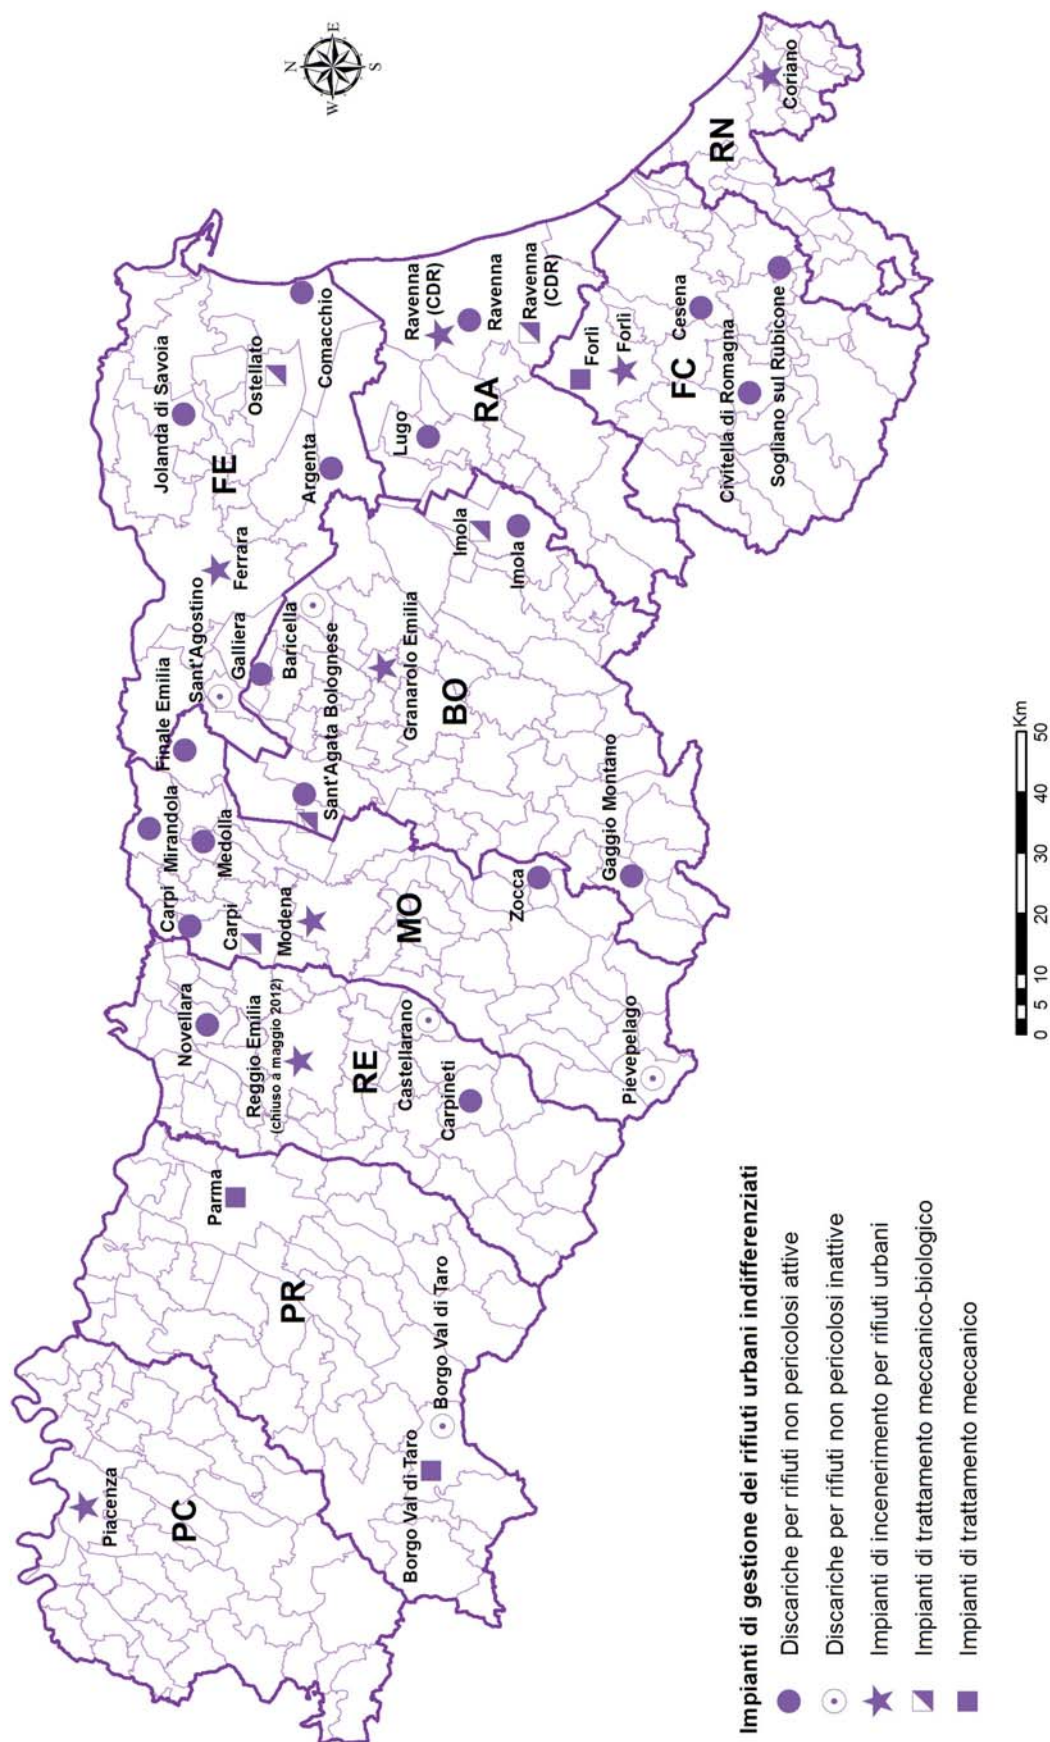 N
E
S
W
Piacenza
PC
Parma
PR
Borgo Val di Taro
Borgo Val di Taro
Novellara
Reggio Emilia
(chiuso a maggio 2012)
RE
Castellarano
Carpineti
Carpi
Carpi
Mirandola
Medolla
Finale Emilia
Modena
MO
Zocca
Pievepelago
Sant'Agostino
Galliera
Baricella
Sant'Agata Bolognese
Granarolo Emilia
BO
Gaggio Montano
Imola
Imola
Ferrara
FE
Jolanda di Savoia
Ostellato
Comacchio
Argenta
Lugo
RA
Ravenna
(CDR)
Ravenna
Ravenna
(CDR)
Forlì
Forlì
FC
Cesena
Civitella di Romagna
Sogliano sul Rubicone
RN
Coriano
Impianti di gestione dei rifiuti urbani indifferenziati
Discariche per rifiuti non pericolosi attive
Discariche per rifiuti non pericolosi inattive
Impianti di incenerimento per rifiuti urbani
Impianti di trattamento meccanico-biologico
Impianti di trattamento meccanico
0 5 10 20 30 40 50
Km